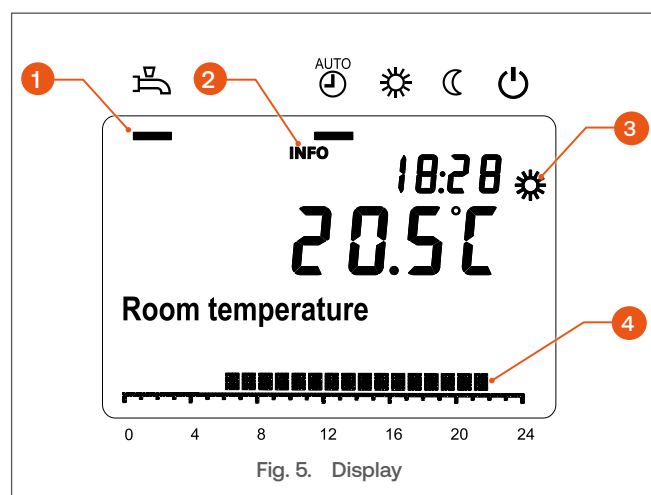 AUTO
1
2
INFO
18:28
3
20.5°C
Room temperature
4
0 4 8 12 16 20 24
Fig. 5. Display